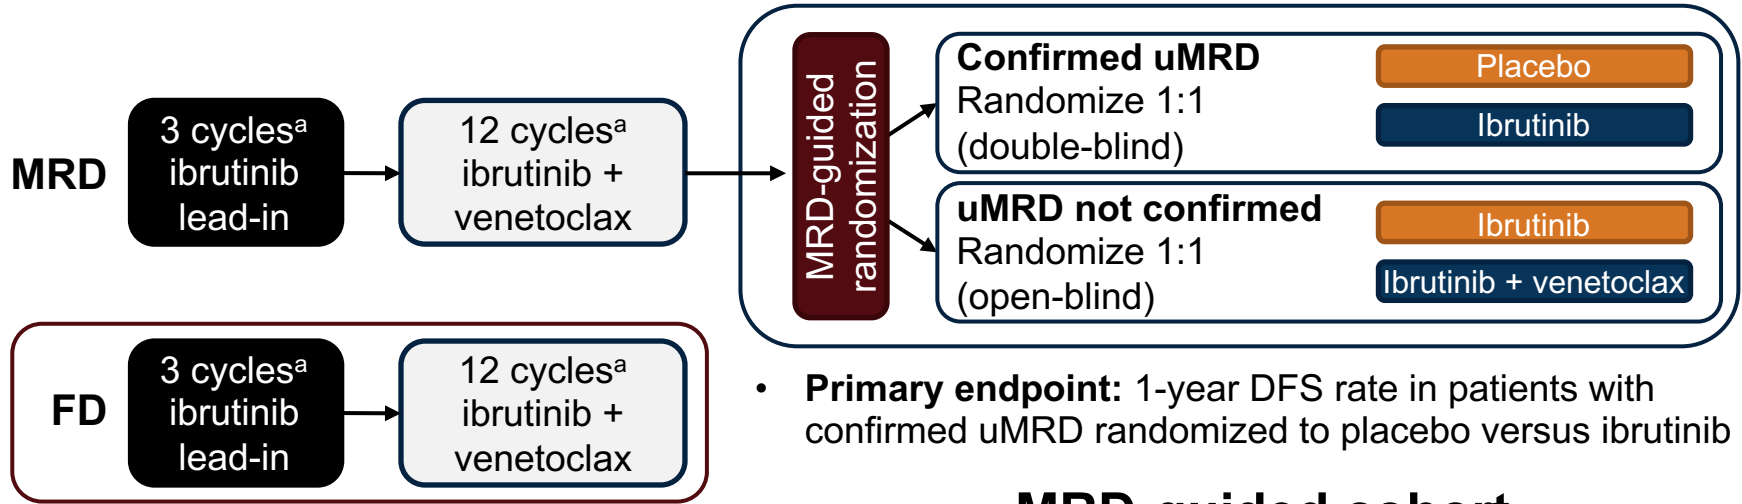 MRD
3 cyclesᵃ
ibrutinib
lead-in
12 cyclesᵃ
ibrutinib +
venetoclax
MRD-guided
randomization
Confirmed uMRD
Randomize 1:1
(double-blind)
Placebo
Ibrutinib
uMRD not confirmed
Randomize 1:1
(open-blind)
Ibrutinib
Ibrutinib + venetoclax
FD
3 cyclesᵃ
ibrutinib
lead-in
12 cyclesᵃ
ibrutinib +
venetoclax
• Primary endpoint: 1-year DFS rate in patients with
confirmed uMRD randomized to placebo versus ibrutinib
MRD-guided cohort